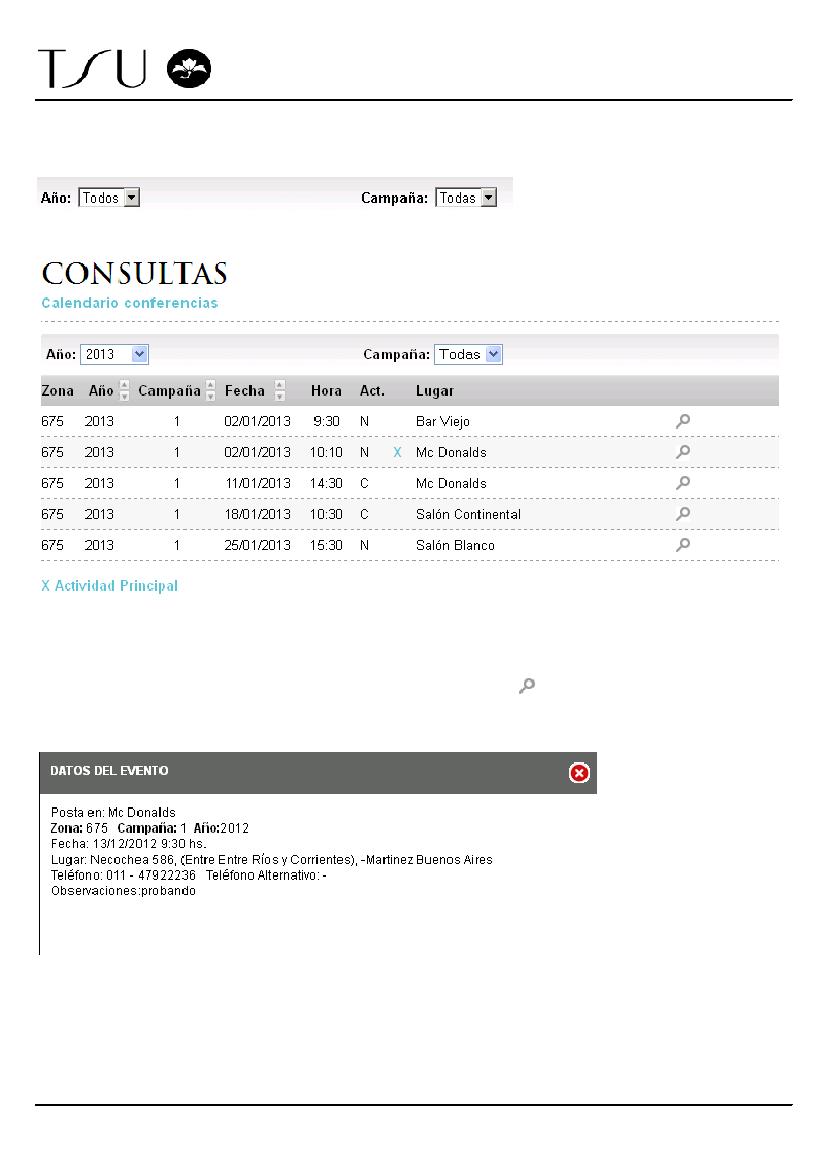 TSU
Año: Todos Campaña: Todas
CONSULTAS
Calendario conferencias
Año: 2013 Campaña: Todas
Zona Año Campaña Fecha Hora Act. Lugar
675 2013 1 02/01/2013 9:30 N Bar Viejo
675 2013 1 02/01/2013 10:10 N X Mc Donalds
675 2013 1 11/01/2013 14:30 C Mc Donalds
675 2013 1 18/01/2013 10:30 C Salón Continental
675 2013 1 25/01/2013 15:30 N Salón Blanco
X Actividad Principal
DATOS DEL EVENTO
Posta en: Mc Donalds
Zona: 675 Campaña: 1 Año:2012
Fecha: 13/12/2012 9:30 hs.
Lugar: Necochea 586, (Entre Entre Ríos y Corrientes), -Martinez Buenos Aires
Teléfono: 011 - 47922236 Teléfono Alternativo: -
Observaciones:probando